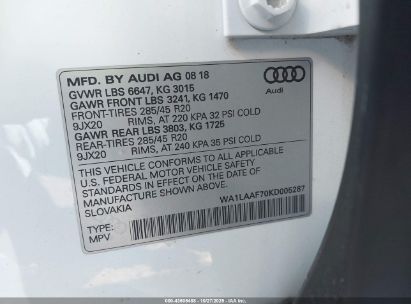 MFD. BY AUDI AG 08 18
GVWR LBS 6647, KG 3015
GAWR FRONT LBS 3241, KG 1470
FRONT-TIRES 285/45 R20
9JX20 RIMS, AT 220 KPA 32 PSI COLD
GAWR REAR LBS 3803, KG 1725
REAR-TIRES 285/45 R20
9JX20 RIMS, AT 240 KPA 35 PSI COLD
THIS VEHICLE CONFORMS TO ALL APPLICABLE
U.S. FEDERAL MOTOR VEHICLE SAFETY
STANDARDS IN EFFECT ON THE DATE OF
MANUFACTURE SHOWN ABOVE.
SLOVAKIA
Audi
WA1LAAF70KD005287
TYPE:
MPV